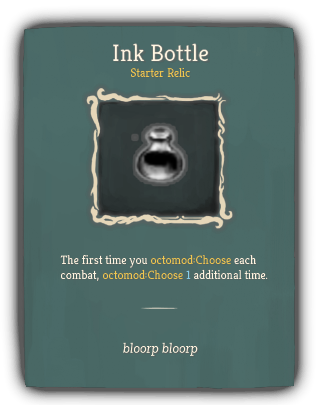 Ink Bottle
Starter Relic
The first time you octomod:Choose each
combat, octomod:Choose 1 additional time.
bloorp bloorp